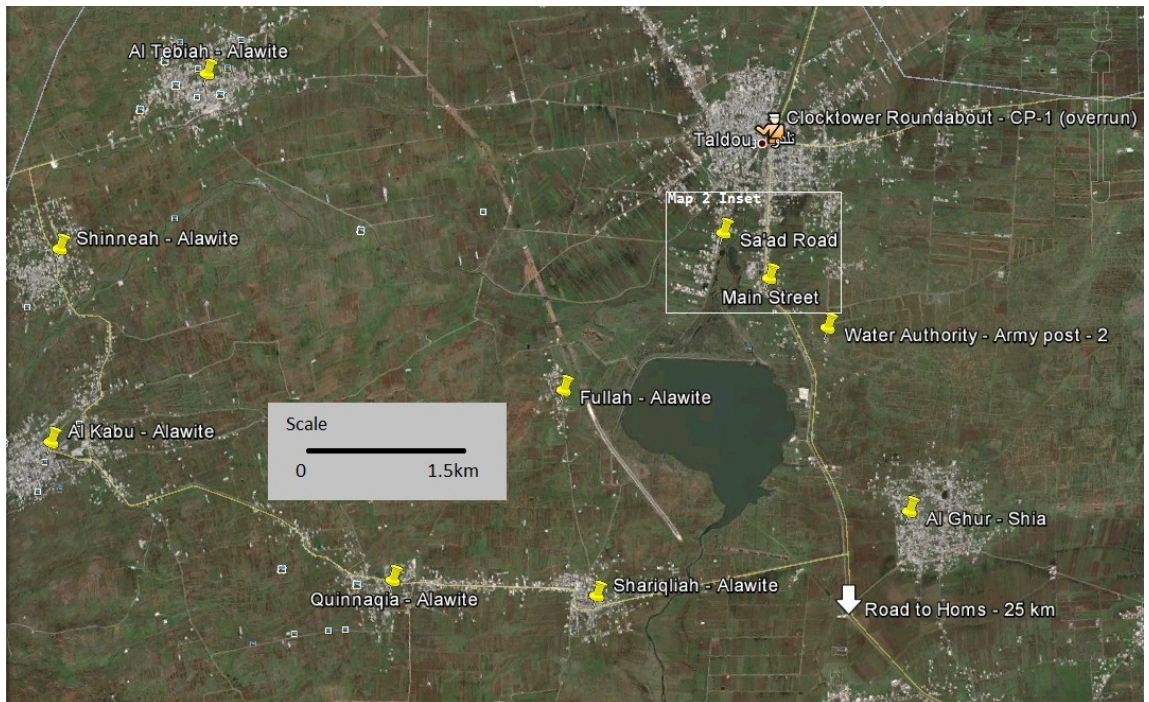 Al Tebiah - Alawite
Clocktower Roundabout - CP-1 (overrun)
Taldou
تلدو
Map 2 Inset
Shinneah - Alawite
Sa'ad Road
Main Street
Water Authority - Army post - 2
Fullah - Alawite
Al Kabu - Alawite
Scale
0 1.5km
Al Ghur - Shia
Quinnaqia - Alawite
Shariqliah - Alawite
Road to Homs - 25 km